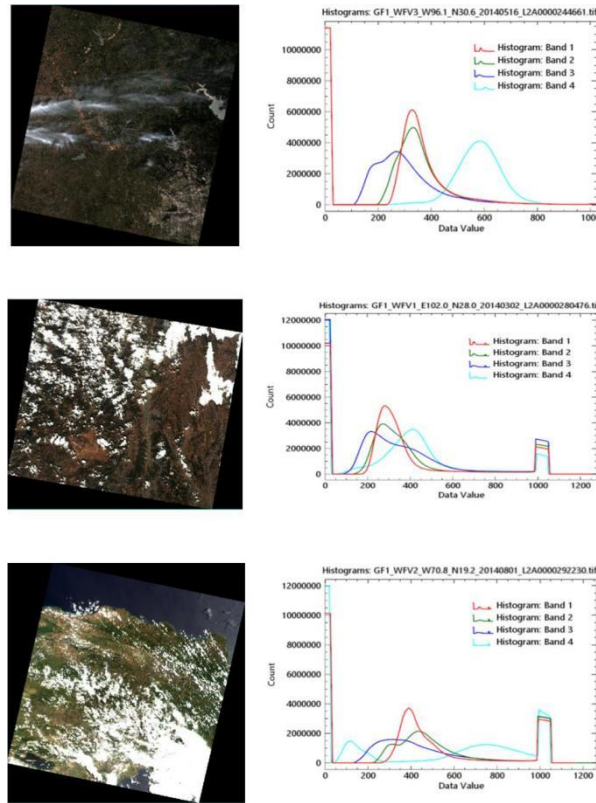 Histograms: GF1_WFV3_W96.1_N30.6_20140516_L2A0000244661.tif
Histogram: Band 1
Histogram: Band 2
Histogram: Band 3
Histogram: Band 4
10000000
8000000
6000000
4000000
2000000
0
Count
0 200 400 600 800 1000
Data Value
Histograms: GF1_WFV1_E102.0_N28.0_20140302_L2A0000280476.tif
Histogram: Band 1
Histogram: Band 2
Histogram: Band 3
Histogram: Band 4
12000000
10000000
8000000
6000000
4000000
2000000
0
Count
0 200 400 600 800 1000
Data Value
Histograms: GF1_WFV2_W70.8_N19.2_20140801_L2A0000292230.tif
Histogram: Band 1
Histogram: Band 2
Histogram: Band 3
Histogram: Band 4
12000000
10000000
8000000
6000000
4000000
2000000
0
Count
0 200 400 600 800 1000
Data Value